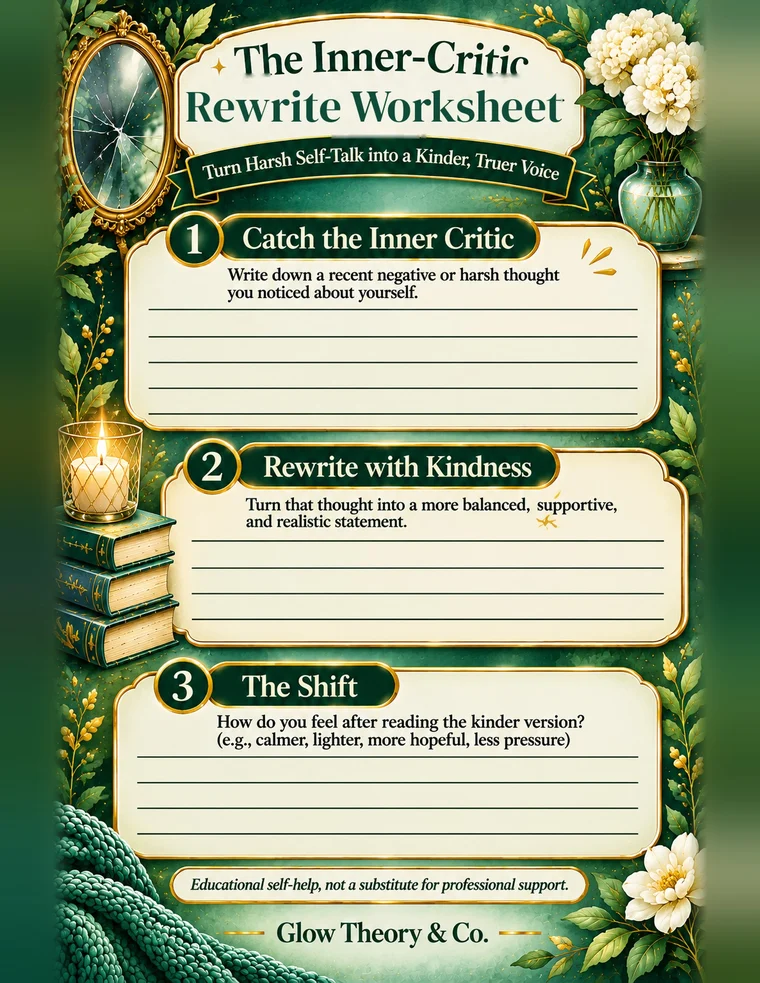 The Inner-Critic
Rewrite Worksheet
Turn Harsh Self-Talk into a Kinder, Truer Voice
1 Catch the Inner Critic
Write down a recent negative or harsh thought
you noticed about yourself.
2 Rewrite with Kindness
Turn that thought into a more balanced, supportive,
and realistic statement.
3 The Shift
How do you feel after reading the kinder version?
(e.g., calmer, lighter, more hopeful, less pressure)
Educational self-help, not a substitute for professional support.
Glow Theory & Co.